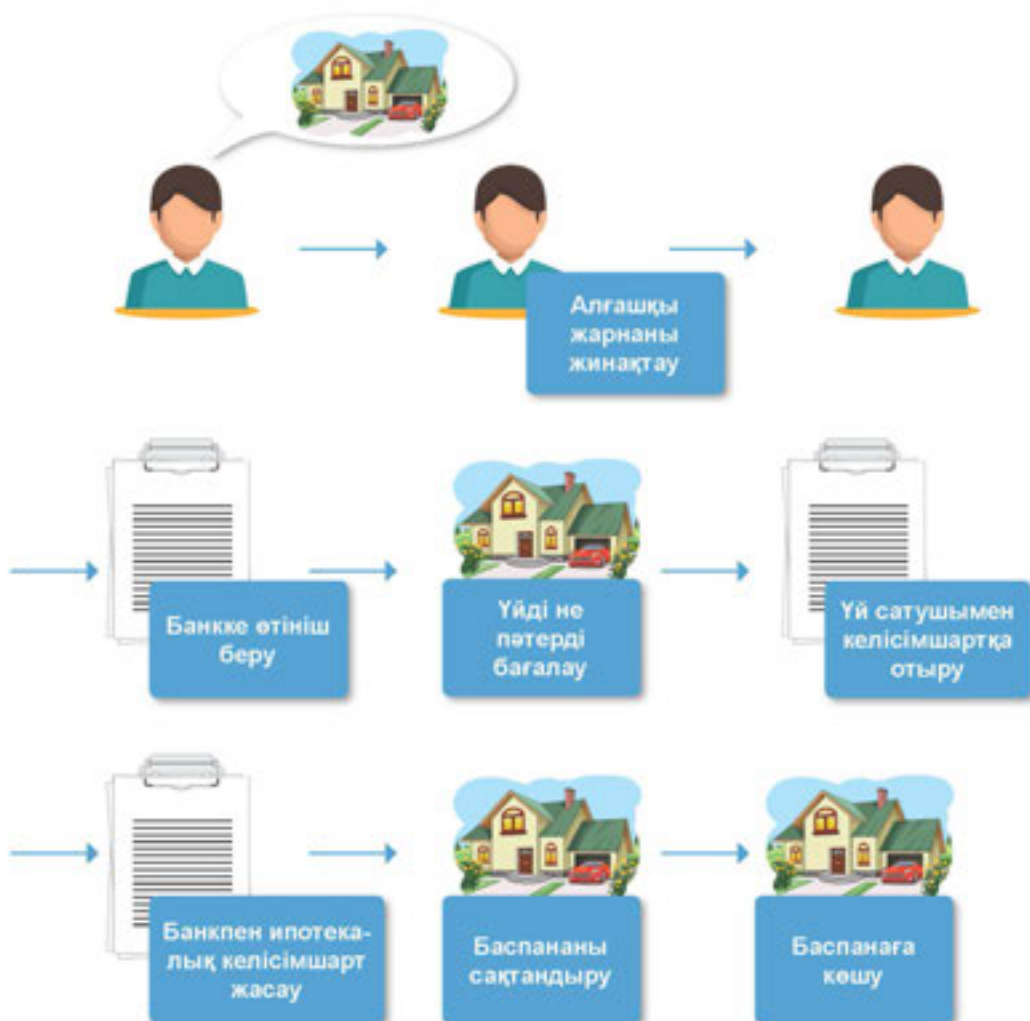 Алғашқы
жарнаны
жинақтау
Банкке өтініш
беру
Үйді не
пәтерді
бағалау
Үй сатушымен
келісімшартқа
отыру
Банкпен ипотека-
лық келісімшарт
жасау
Баспананы
сақтандыру
Баспанаға
көшу